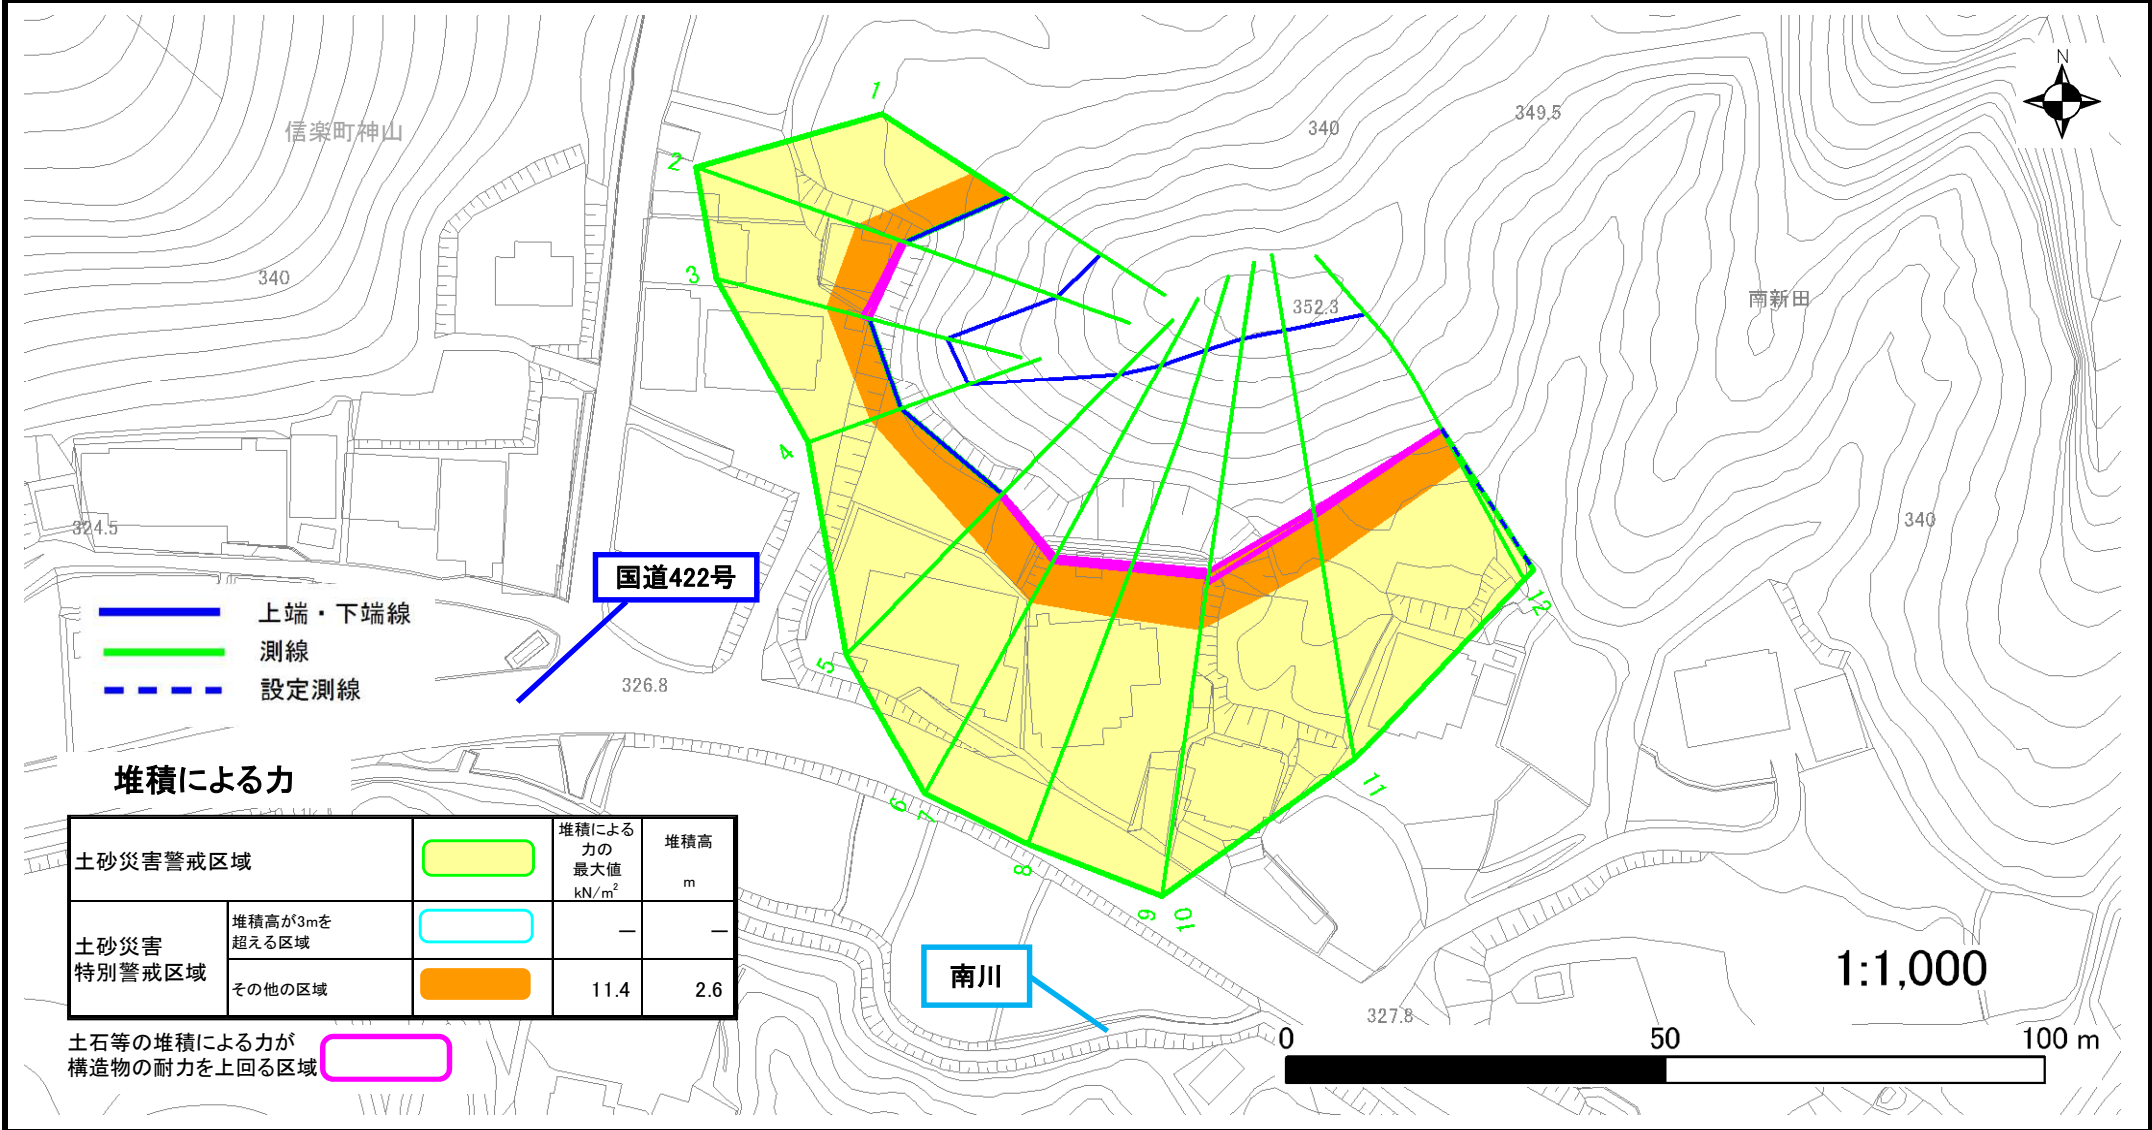 N
1
349.5
340
信楽町神山
2
3
340
352.3
南新田
4
324.5
340
国道422号
上端・下端線
測線
設定測線
12
5
326.8
堆積による力
11
6
7
土砂災害警戒区域
堆積による
力の
最大値
kN/m²
堆積高
m
8
土砂災害
特別警戒区域
堆積高が3mを
超える区域
—
—
9
10
その他の区域
11.4
2.6
南川
1:1,000
327.8
土石等の堆積による力が
構造物の耐力を上回る区域
0
50
100 m